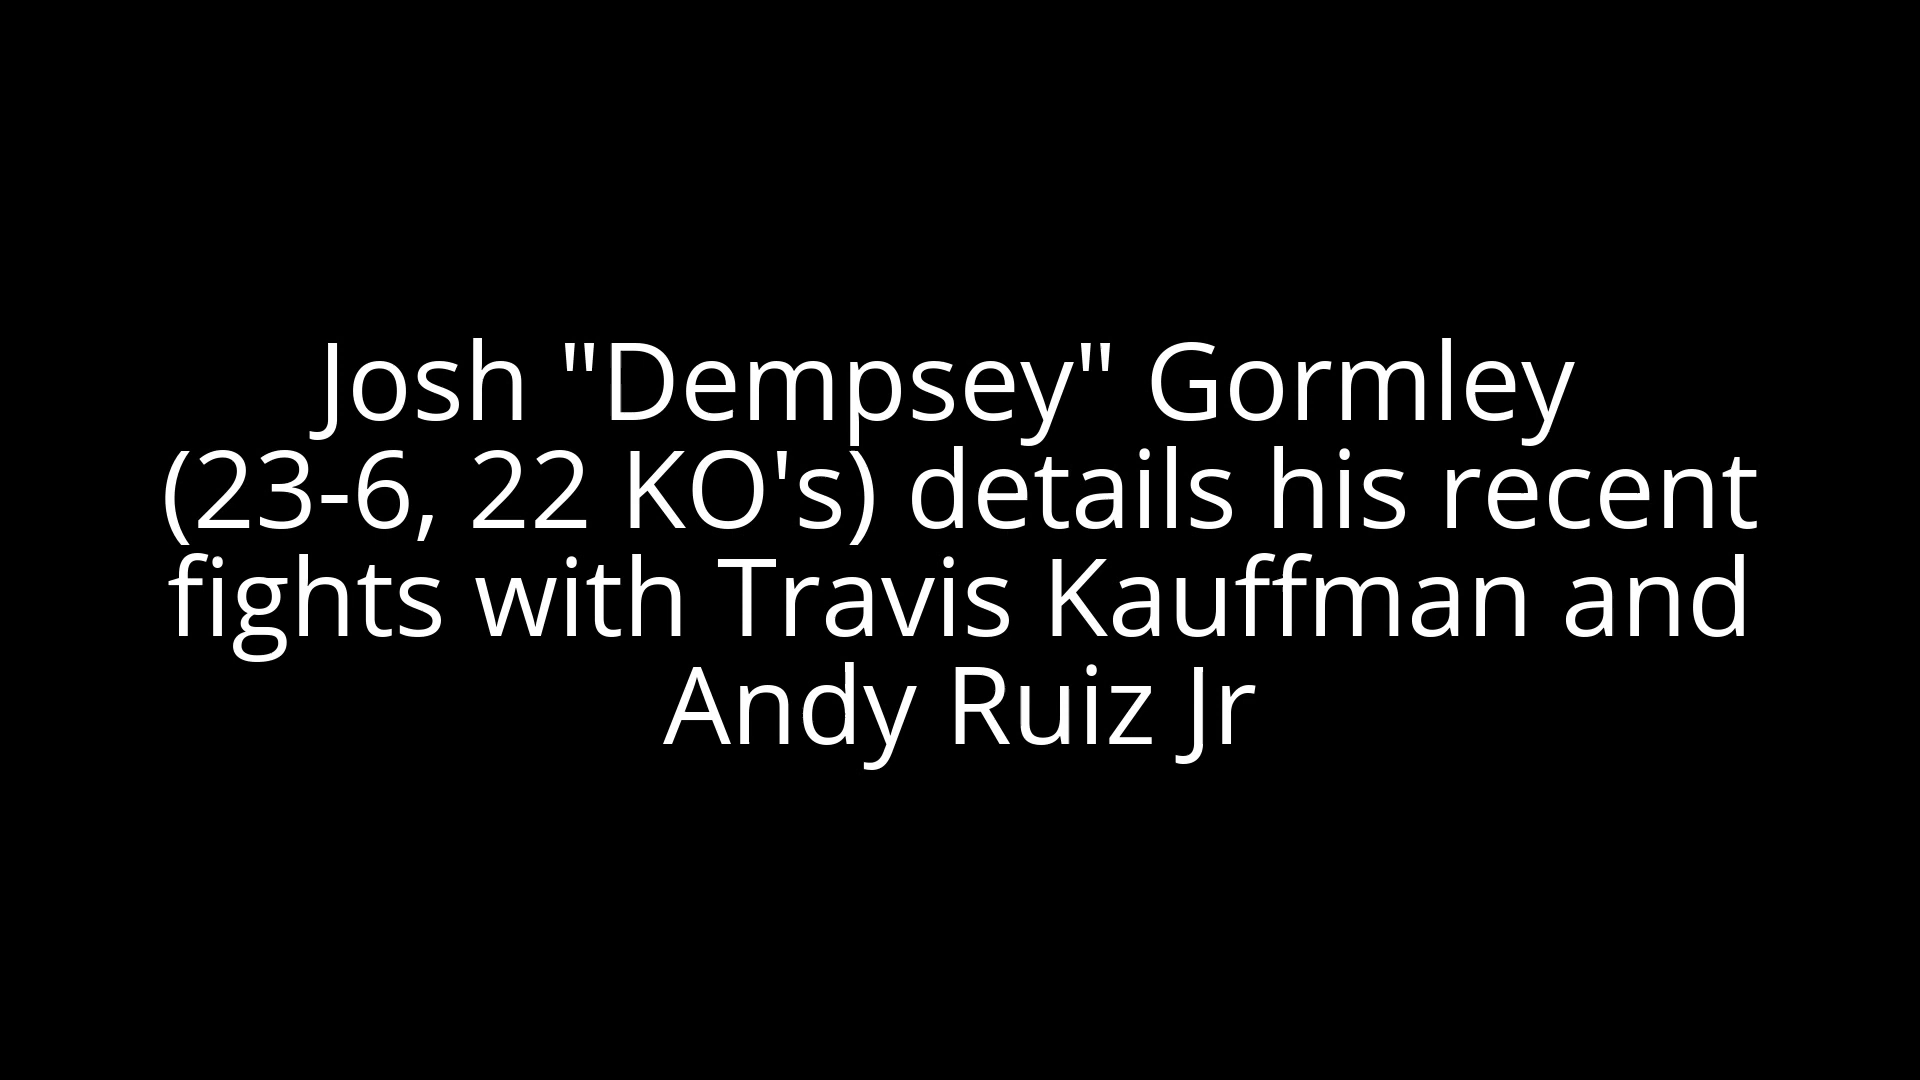 Josh "Dempsey" Gormley
(23-6, 22 KO's) details his recent
fights with Travis Kauffman and
Andy Ruiz Jr